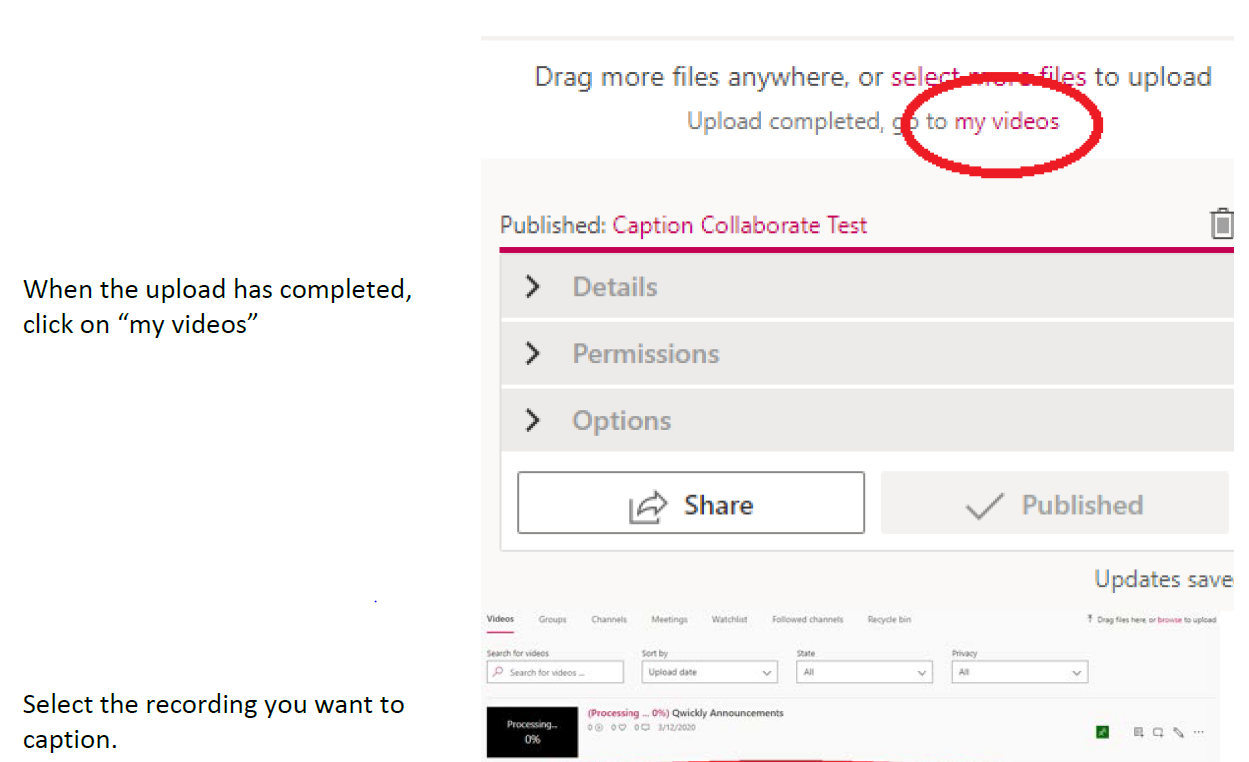 Drag more files anywhere, or select more files to upload
Upload completed, go to my videos
Published: Caption Collaborate Test
When the upload has completed,
click on “my videos”
Details
Permissions
Options
Share
Published
Updates save
.
Videos Groups Channels Meetings Watchlist Followed channels Recycle bin Drag files here, or browse to upload
Search for videos Sort by State Privacy
Search for videos ... Upload date All All
Select the recording you want to
caption.
Processing...
0%
(Processing ... 0%) Qwickly Announcements
0 0 0 3/12/2020